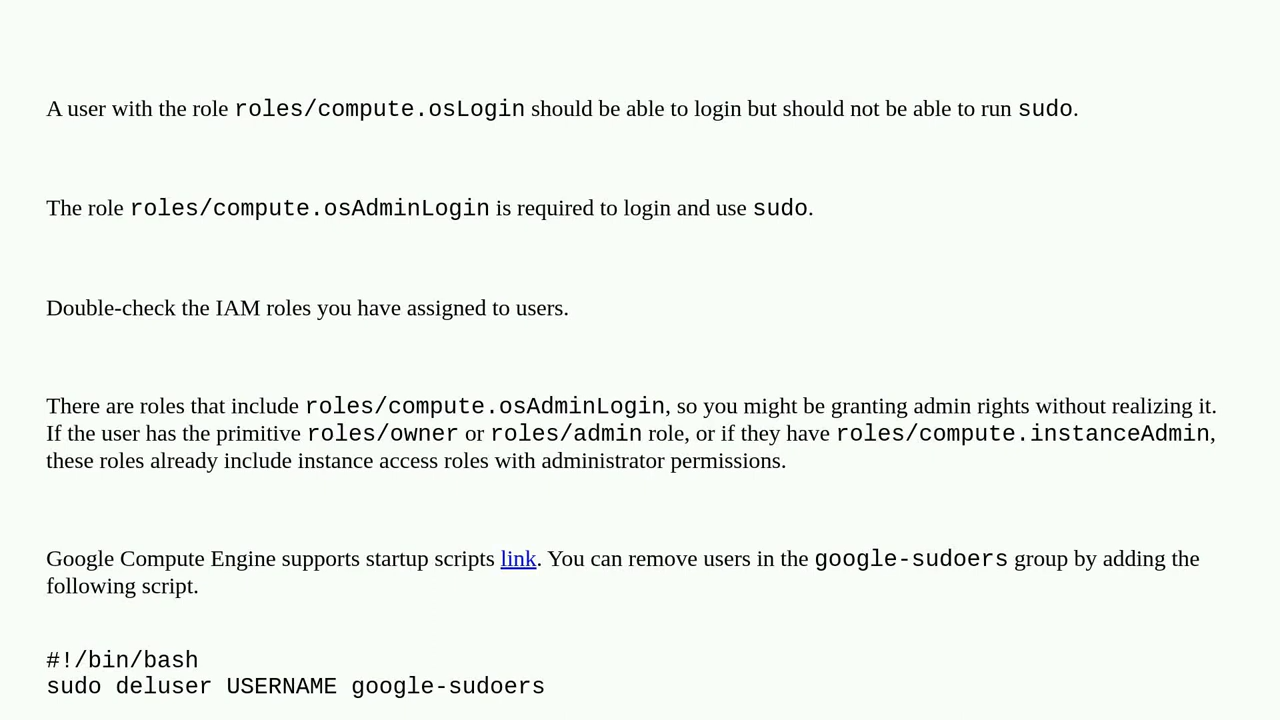 A user with the role roles/compute.osLogin should be able to login but should not be able to run sudo.
The role roles/compute.osAdminLogin is required to login and use sudo.
Double-check the IAM roles you have assigned to users.
There are roles that include roles/compute.osAdminLogin, so you might be granting admin rights without realizing it.
If the user has the primitive roles/owner or roles/admin role, or if they have roles/compute.instanceAdmin,
these roles already include instance access roles with administrator permissions.
Google Compute Engine supports startup scripts link. You can remove users in the google-sudoers group by adding the
following script.
#!/bin/bash
sudo deluser USERNAME google-sudoers